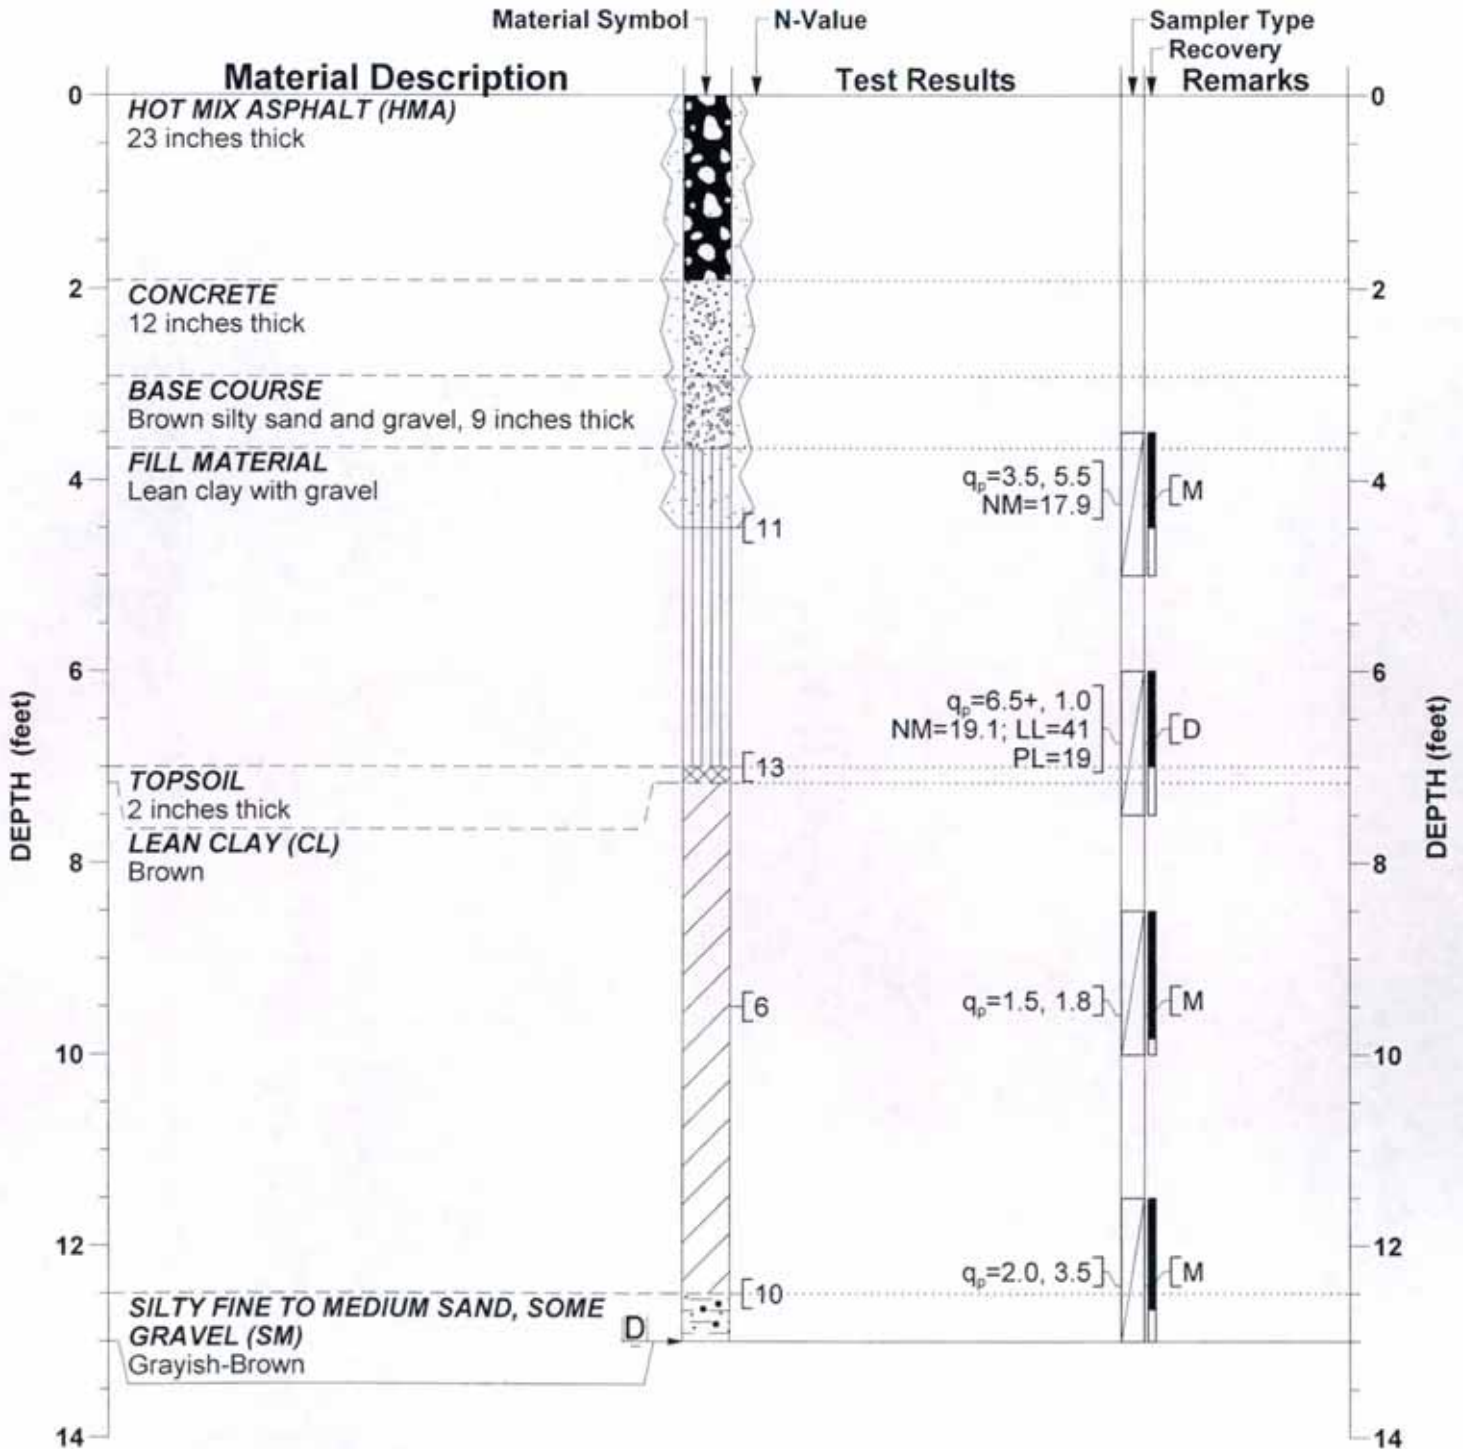 Material Symbol
N-Value
Sampler Type
Recovery
Material Description
Test Results
Remarks
0
0
HOT MIX ASPHALT (HMA)
23 inches thick
2
2
CONCRETE
12 inches thick
BASE COURSE
Brown silty sand and gravel, 9 inches thick
FILL MATERIAL
Lean clay with gravel
4
4
qp=3.5, 5.5
NM=17.9
M
11
6
6
qp=6.5+, 1.0
NM=19.1; LL=41
PL=19
D
13
DEPTH (feet)
DEPTH (feet)
TOPSOIL
2 inches thick
LEAN CLAY (CL)
Brown
8
8
6
qp=1.5, 1.8
M
10
10
12
12
qp=2.0, 3.5
M
10
SILTY FINE TO MEDIUM SAND, SOME
GRAVEL (SM)
Grayish-Brown
D
14
14